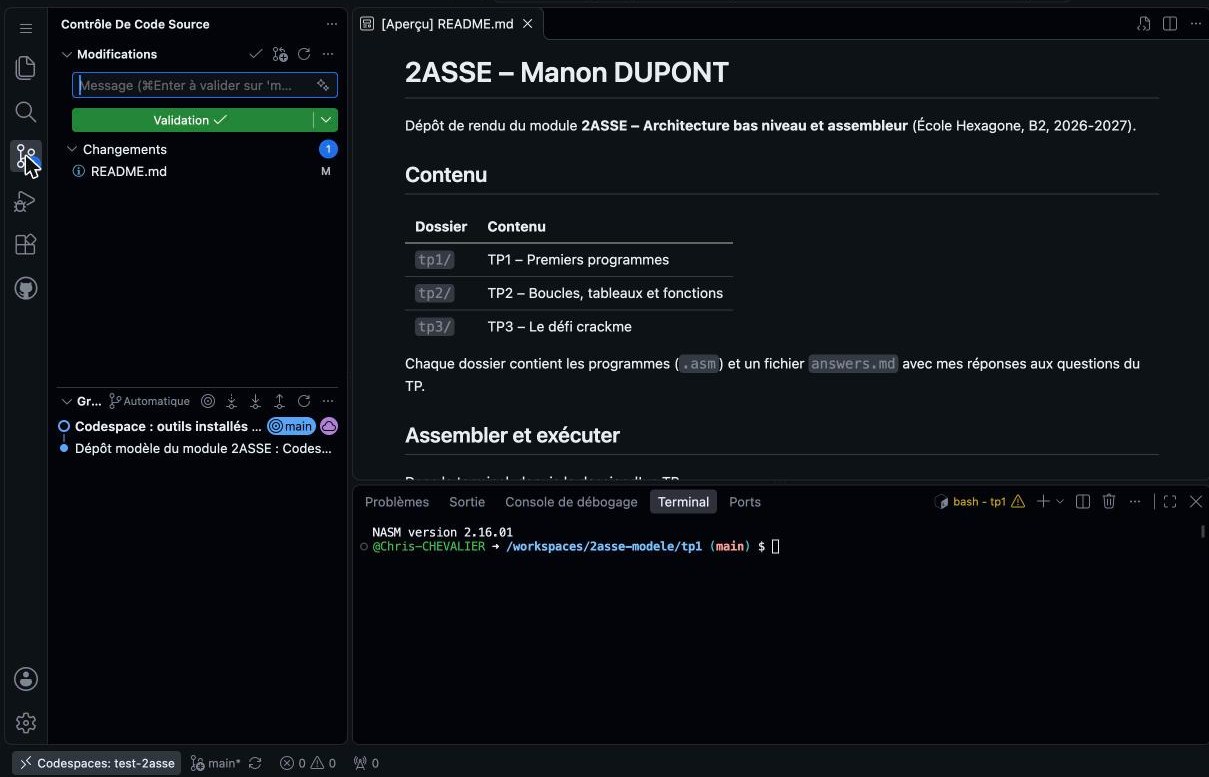 Contrôle De Code Source
[Aperçu] README.md
Modifications
Message (⌘Enter à valider sur 'm...
Validation
Changements
1
README.md
M
2ASSE – Manon DUPONT
Dépôt de rendu du module 2ASSE – Architecture bas niveau et assembleur (École Hexagone, B2, 2026-2027).
Contenu
Dossier Contenu
tp1/ TP1 – Premiers programmes
tp2/ TP2 – Boucles, tableaux et fonctions
tp3/ TP3 – Le défi crackme
Chaque dossier contient les programmes (.asm) et un fichier answers.md avec mes réponses aux questions du
TP.
Assembler et exécuter
Gr... Automatique
Codespace : outils installés ... main
Dépôt modèle du module 2ASSE : Codes...
Problèmes Sortie Console de débogage Terminal Ports
bash - tp1
NASM version 2.16.01
@Chris-CHEVALIER → /workspaces/2asse-modele/tp1 (main) $
Codespaces: test-2asse main* 0 0 0